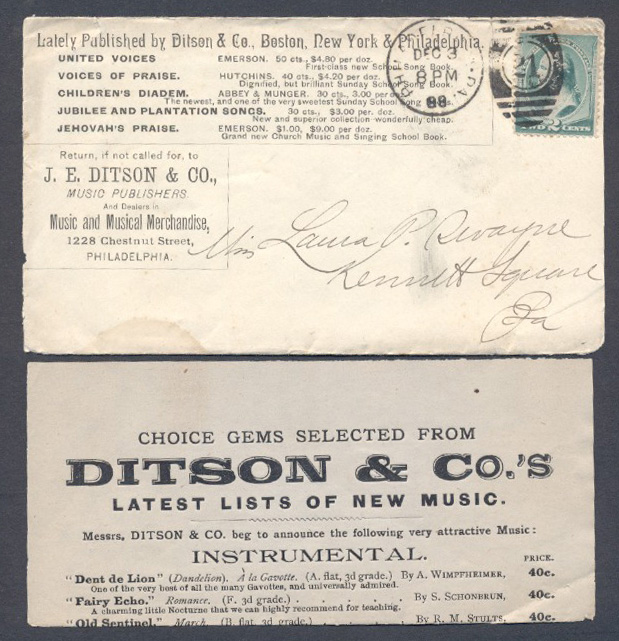 Lately Published by Ditson & Co., Boston, New York & Philadelphia.
UNITED VOICES EMERSON. 50 cts., $4.80 per doz.
First-class new School Song Book.
VOICES OF PRAISE. HUTCHINS. 40 cts., $4.20 per doz.
Dignified, but brilliant Sunday School Song Book.
CHILDREN'S DIADEM. ABBEY & MUNGER. 30 cts., 3.00 per doz.
The newest, and one of the very sweetest Sunday School Song
JUBILEE AND PLANTATION SONGS. 30 cts., $3.00 per doz.
New and superior collection wonderfully cheap.
JEHOVAH'S PRAISE. EMERSON. $1.00, $9.00 per doz.
Grand new Church Music and Singing School Book.
DEC 3
8 PM
88
TWO 2 CENTS
Return, if not called for, to
J. E. DITSON & CO.,
MUSIC PUBLISHERS
And Dealers in
Music and Musical Merchandise,
1228 Chestnut Street,
PHILADELPHIA.
Miss Laura P. Swayne
Kennett Square
Pa
CHOICE GEMS SELECTED FROM
DITSON & CO.'S
LATEST LISTS OF NEW MUSIC.
Messrs. DITSON & CO. beg to announce the following very attractive Music:
INSTRUMENTAL. PRICE.
"Dent de Lion" (Dandelion). A la Gavotte. (A. flat, 3d grade.) By A. WIMPFHEIMER, 40c.
One of the very best of all the many Gavottes, and universally admired.
"Fairy Echo." Romance. (F. 3d grade.) . . . . By S. SCHONBRUN, 40c.
A charming little Nocturne that we can highly recommend for teaching.
"Old Sentinel." March. (B. flat, 3d grade.) . . . By R. M. STULTS, 40c.